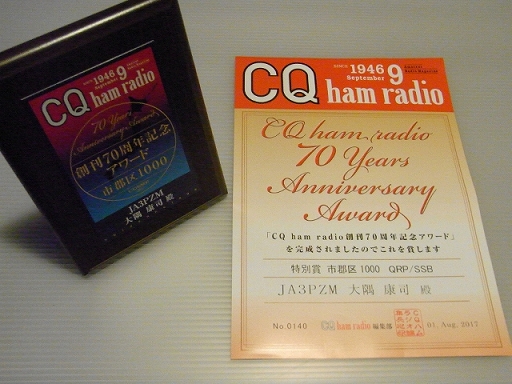 SINCE 1946 9
September
CQ ham radio
70 Years
Anniversary Award
創刊70周年記念
アワード
市郡区1000
JA3PZM
大隅 康司 殿
SINCE 1946 9
September
Amateur Radio Magazine
CQ ham radio
CQ ham radio
70 Years
Anniversary
Award
「CQ ham radio創刊70周年記念アワード」
を完成されましたのでこれを賞します
特別賞 市郡区1000 QRP/SSB
JA3PZM 大隅 康司 殿
No.0140 CQ ham radio 編集部 01. Aug. 2017